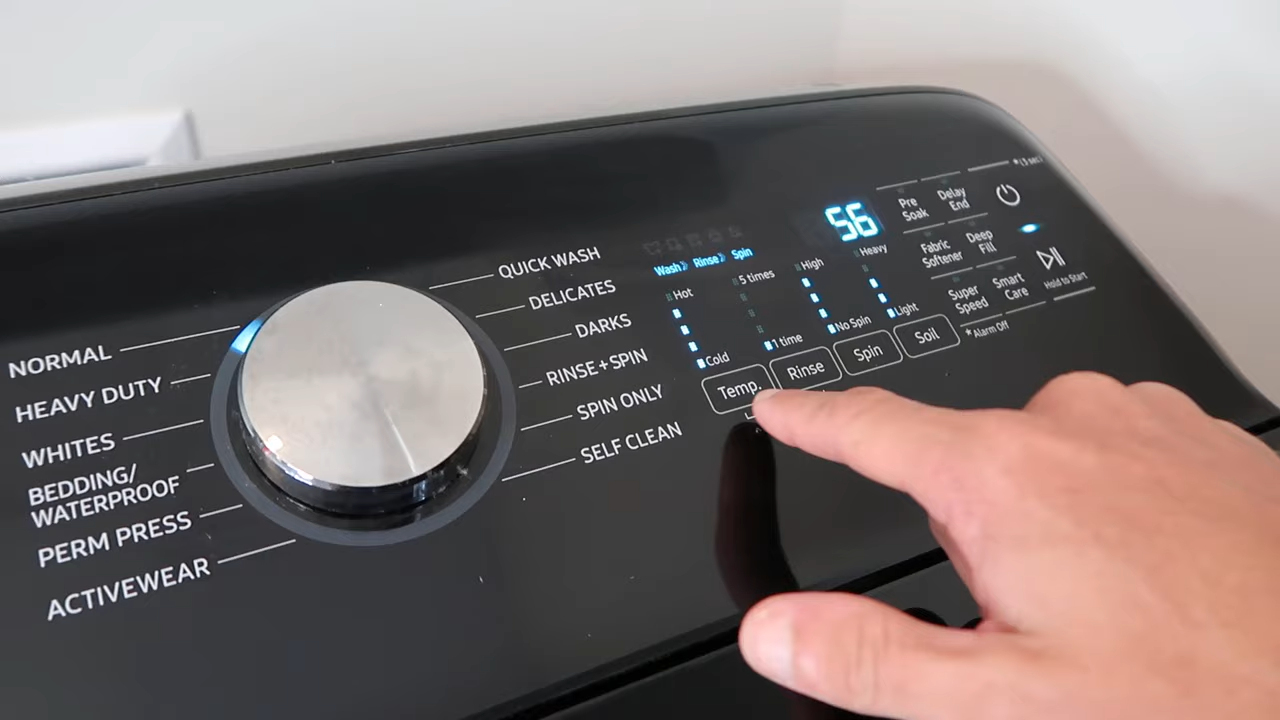 NORMAL
HEAVY DUTY
WHITES
BEDDING/
WATERPROOF
PERM PRESS
ACTIVEWEAR
QUICK WASH
DELICATES
DARKS
RINSE+SPIN
SPIN ONLY
SELF CLEAN
Wash Rinse Spin
56
Hot
Cold
5 times
1 time
High
No Spin
Heavy
Light
Temp.
Rinse
Spin
Soil
Pre
Soak
Delay
End
Fabric
Softener
Deep
Fill
Super
Speed
Smart
Care
*Alarm Off
*(3 sec)
Hold to Start